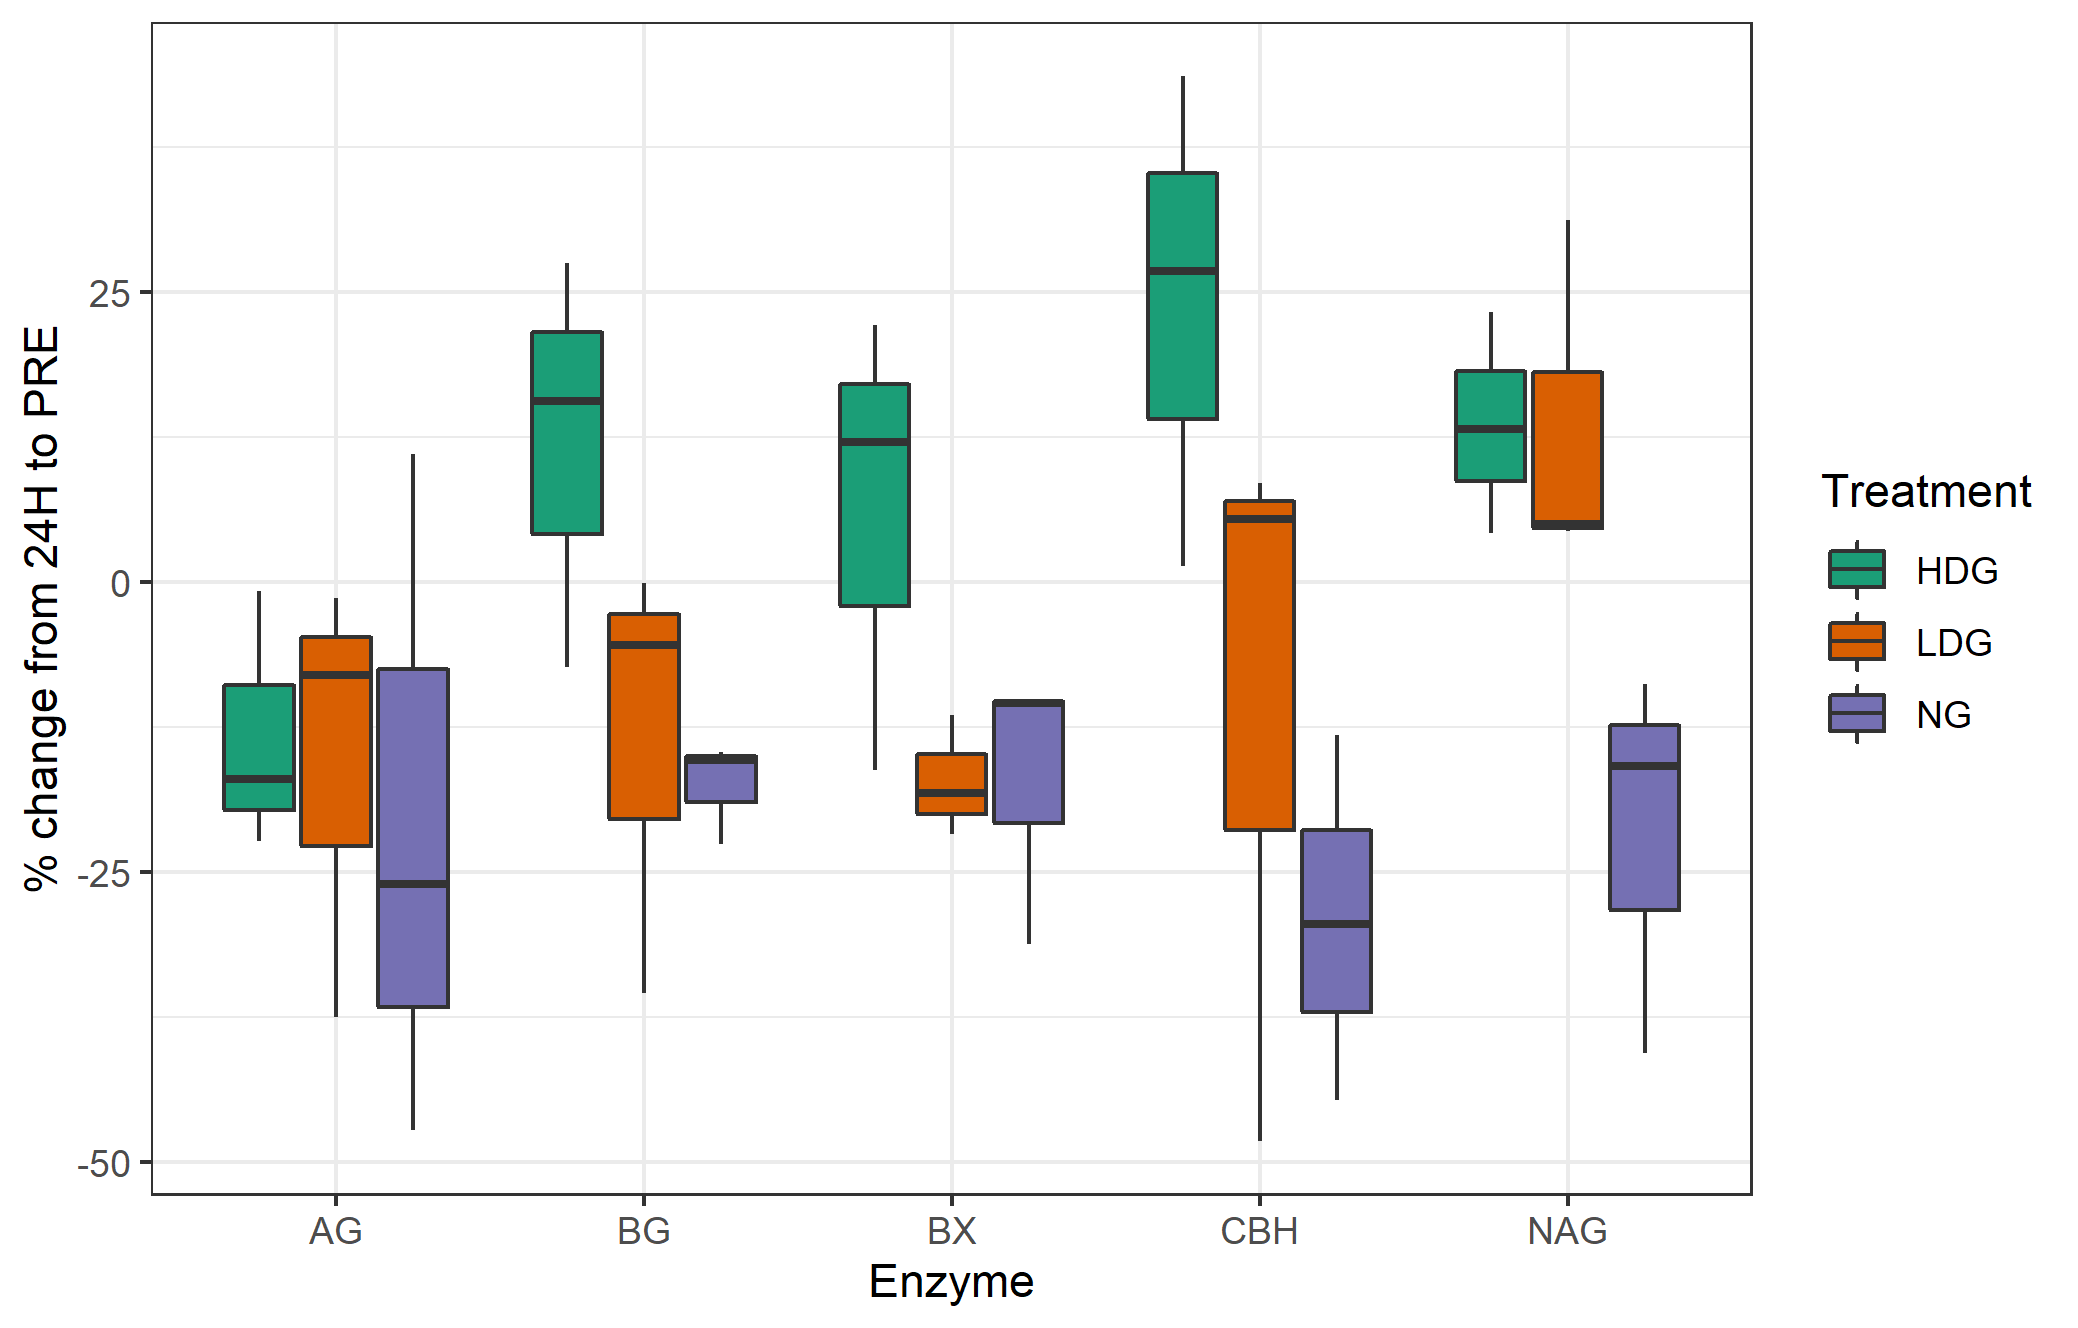 % change from 24H to PRE
25
0
-25
-50
AG
BG
BX
CBH
NAG
Enzyme
Treatment
HDG
LDG
NG